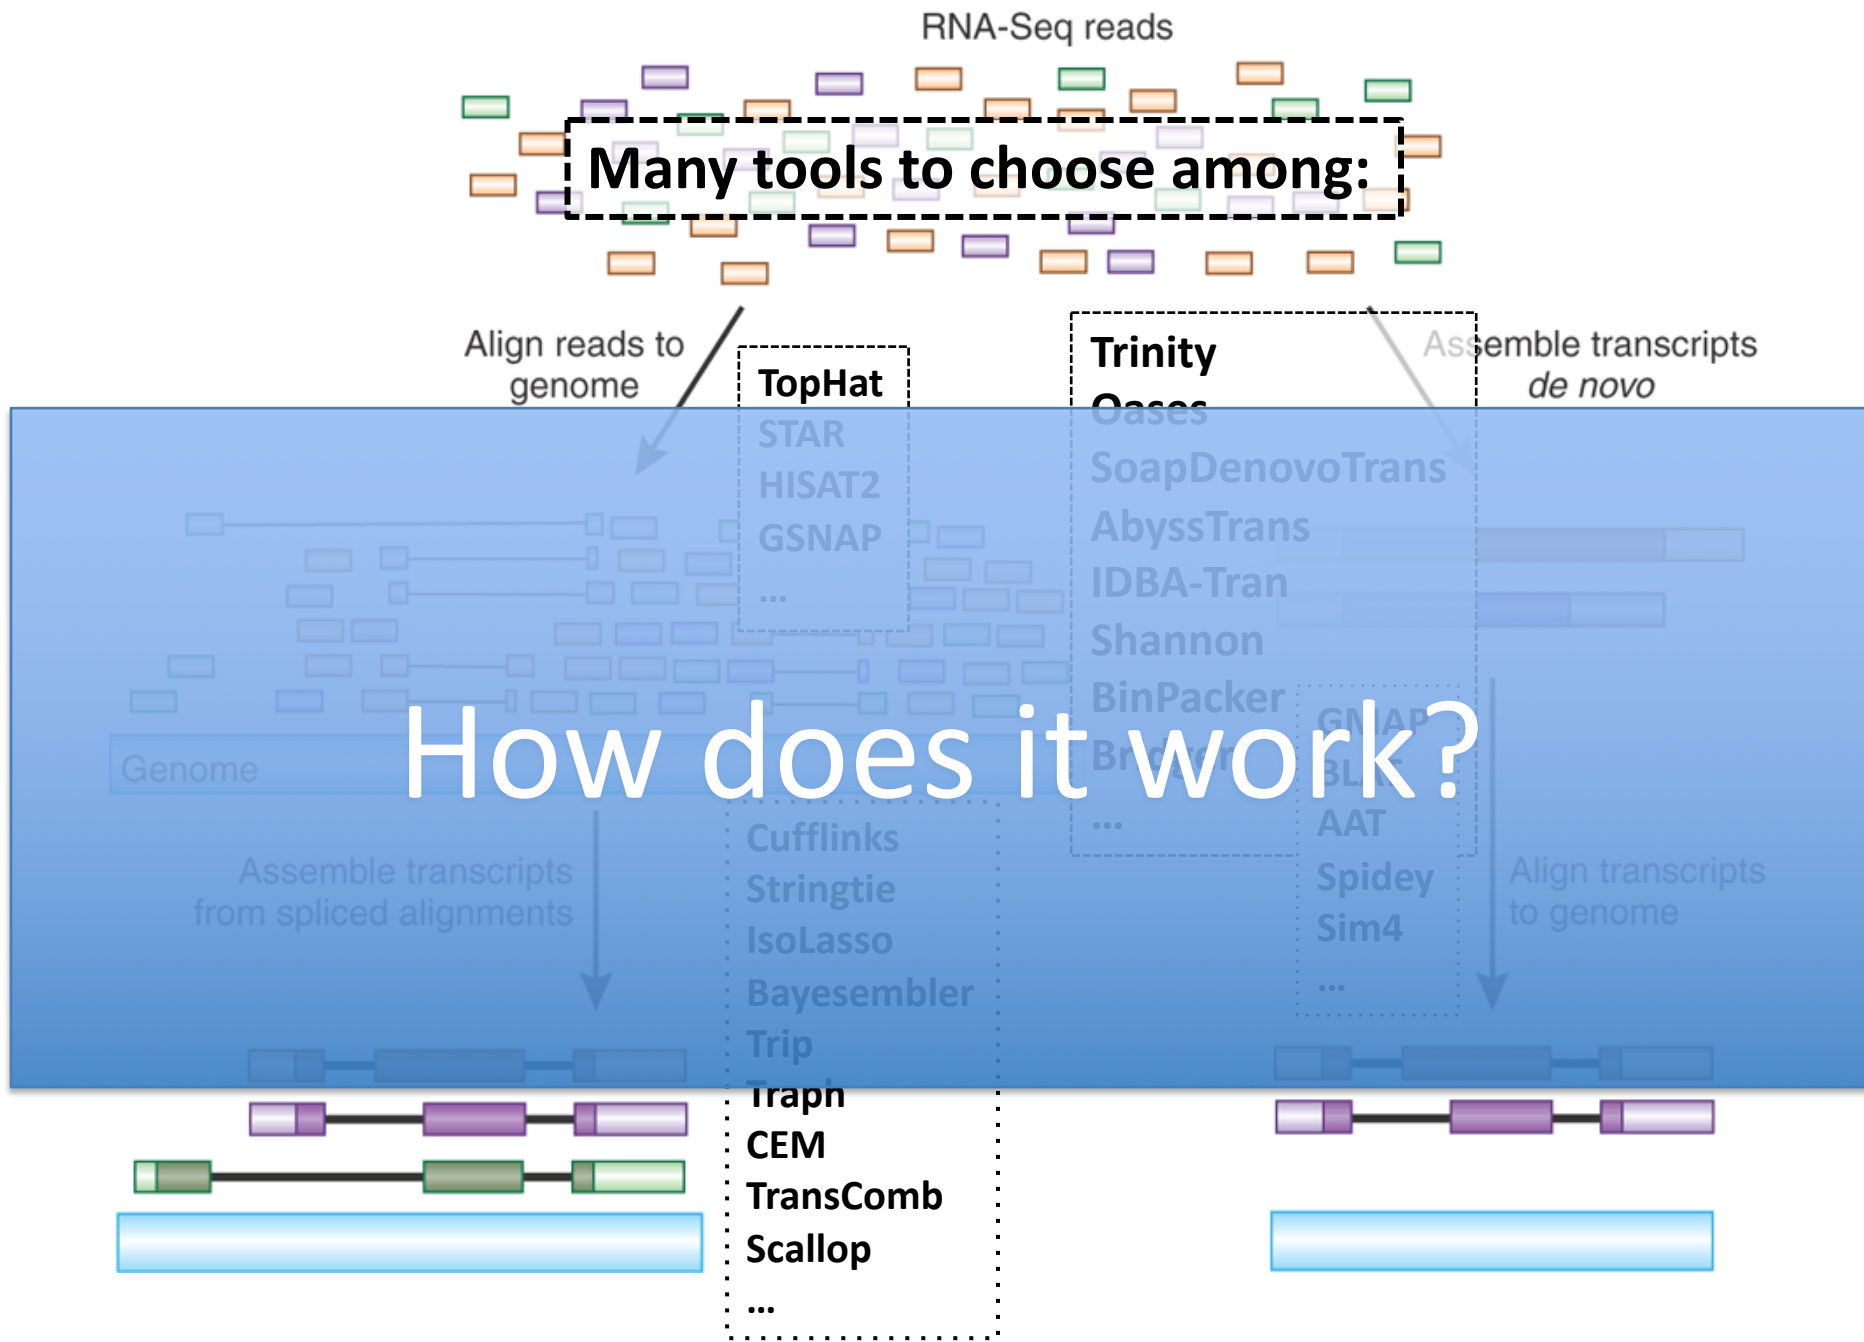 RNA-Seq reads
Many tools to choose among:
Align reads to
genome
TopHat
STAR
HISAT2
GSNAP
...
Trinity
Oases
SoapDenovoTrans
AbyssTrans
IDBA-Tran
Shannon
BinPacker
Bridger
...
Assemble transcripts
de novo
GMAP
BLAT
AAT
Spidey
Sim4
...
How does it work?
Genome
Assemble transcripts
from spliced alignments
Cufflinks
Stringtie
IsoLasso
Bayesembler
Trip
Traph
CEM
TransComb
Scallop
...
Align transcripts
to genome